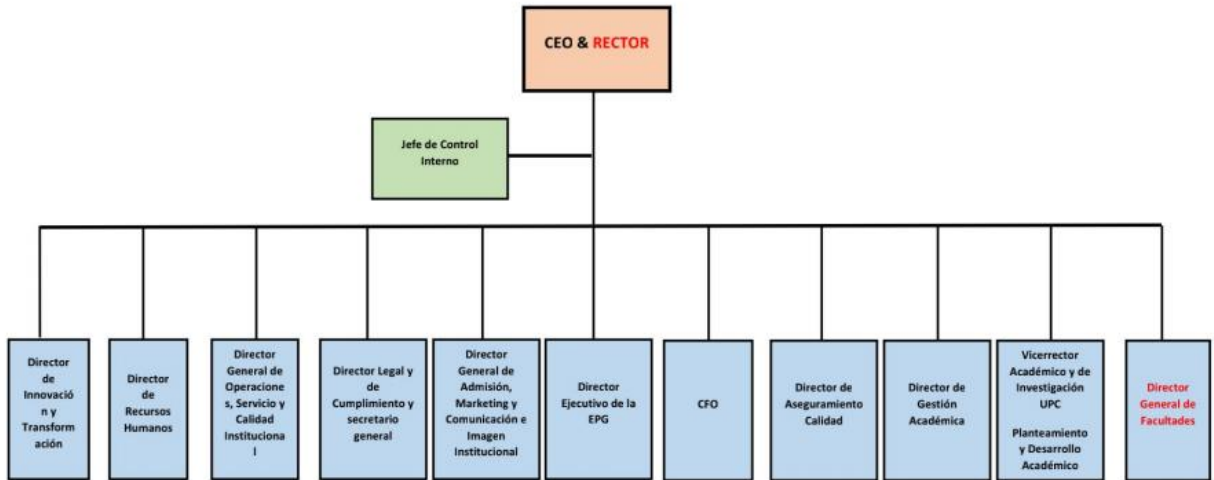 CEO & RECTOR
Jefe de Control
Interno
Director
de
Innovació
n y
Transform
ación
Director
de
Recursos
Humanos
Director
General de
Operacione
s, Servicio y
Calidad
Instituciona
l
Director Legal y
de
Cumplimiento y
secretario
general
Director
General de
Admisión,
Marketing y
Comunicación e
Imagen
Institucional
Director
Ejecutivo de la
EPG
CFO
Director de
Aseguramiento
Calidad
Director de
Gestión
Académica
Vicerrector
Académico y de
Investigación
UPC
Planteamiento
y Desarrollo
Académico
Director
General de
Facultades